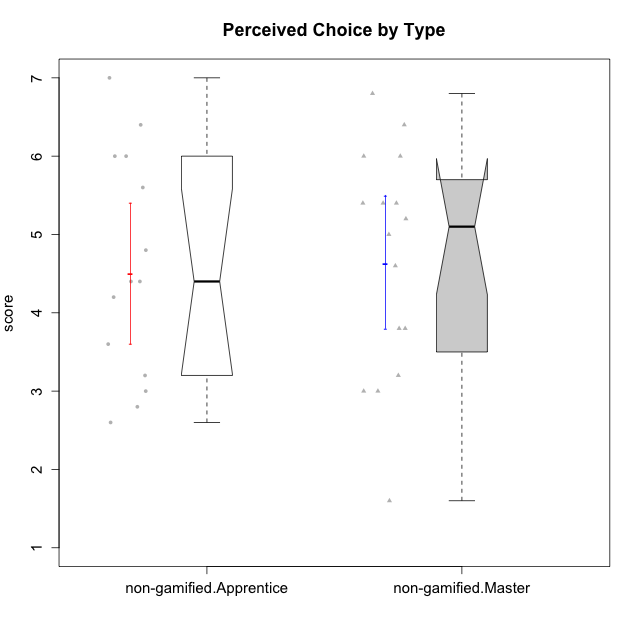 Perceived Choice by Type
7
6
5
4
3
2
1
score
non-gamified.Apprentice
non-gamified.Master